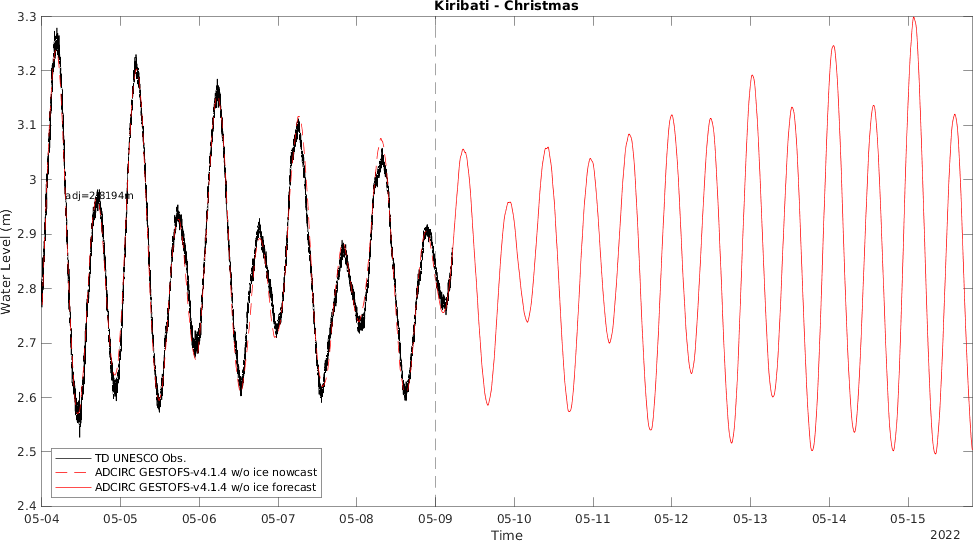 Kiribati - Christmas
3.3
3.2
3.1
3
2.9
2.8
2.7
2.6
2.5
2.4
Water Level (m)
adj=2.8194m
TD UNESCO Obs.
ADCIRC GESTOFS-v4.1.4 w/o ice nowcast
ADCIRC GESTOFS-v4.1.4 w/o ice forecast
05-04 05-05 05-06 05-07 05-08 05-09 05-10 05-11 05-12 05-13 05-14 05-15
Time
2022